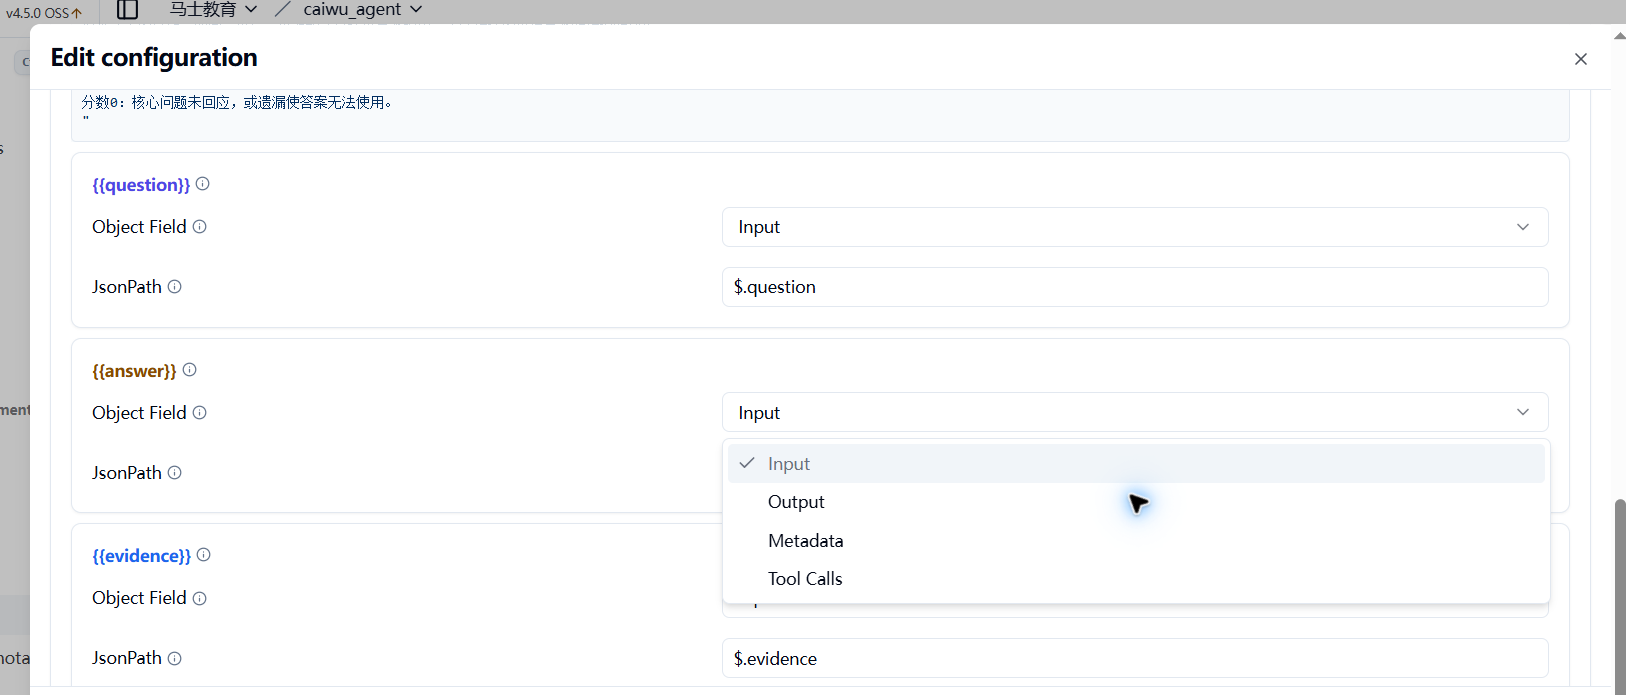 v4.5.0 OSS↑
马士教育
caiwu_agent
Edit configuration
分数0：核心问题未回应，或遗漏使答案无法使用。
"
{{question}}
Object Field
Input
JsonPath
$.question
{{answer}}
Object Field
Input
JsonPath
Input
Output
Metadata
Tool Calls
{{evidence}}
Object Field
JsonPath
$.evidence